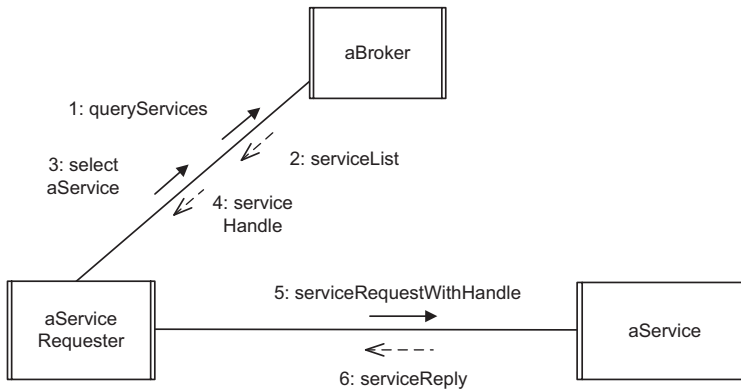 aBroker
1: queryServices
3: select
aService
2: serviceList
4: service
Handle
5: serviceRequestWithHandle
aService
Requester
aService
6: serviceReply